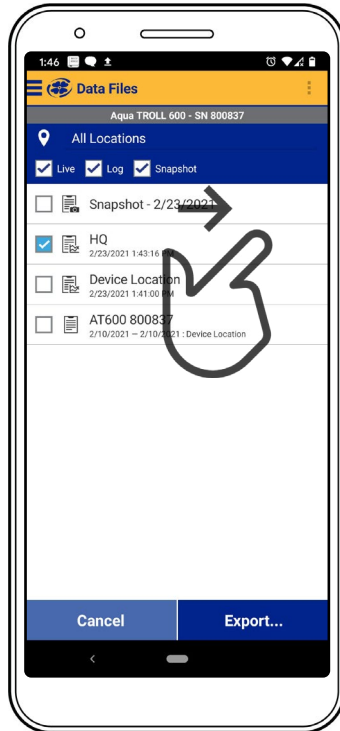 1:46
Data Files
Aqua TROLL 600 - SN 800837
All Locations
Live Log Snapshot
Snapshot - 2/23/2021
HQ
2/23/2021 1:43:16 PM
Device Location
2/23/2021 1:41:00 PM
AT600 800837
2/10/2021 – 2/10/2021 : Device Location
Cancel Export...